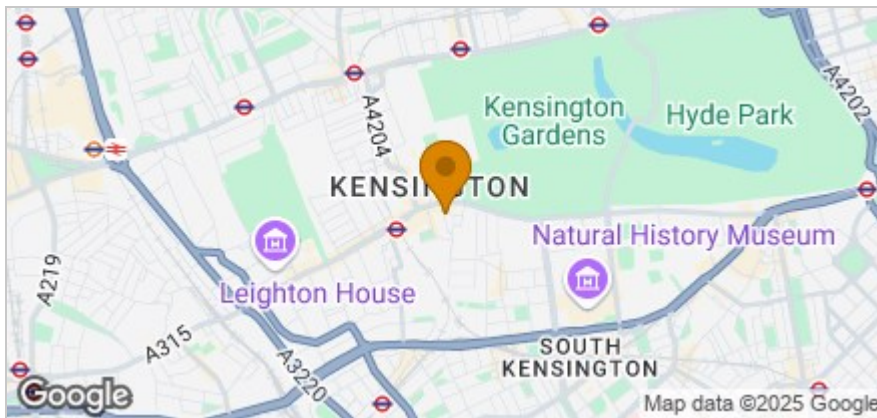 A4202
A4204
Kensington
Gardens
Hyde Park
KENSINGTON
Natural History Museum
Leighton House
A219
A315
A3220
SOUTH
KENSINGTON
Google
Map data ©2025 Google